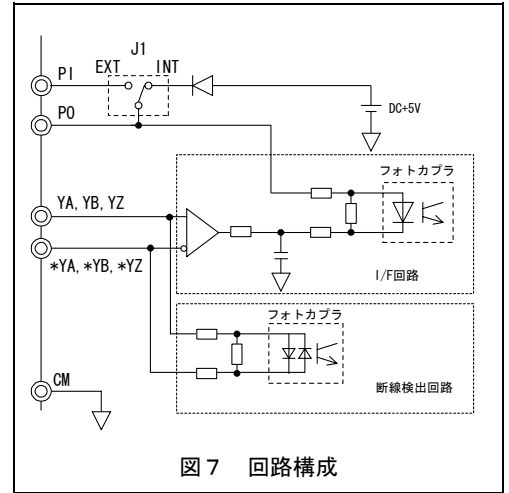 J1
EXT INT
PI
PO
DC+5V
フォトカプラ
YA, YB, YZ
*YA, *YB, *YZ
I/F回路
フォトカプラ
断線検出回路
CM
図7 回路構成